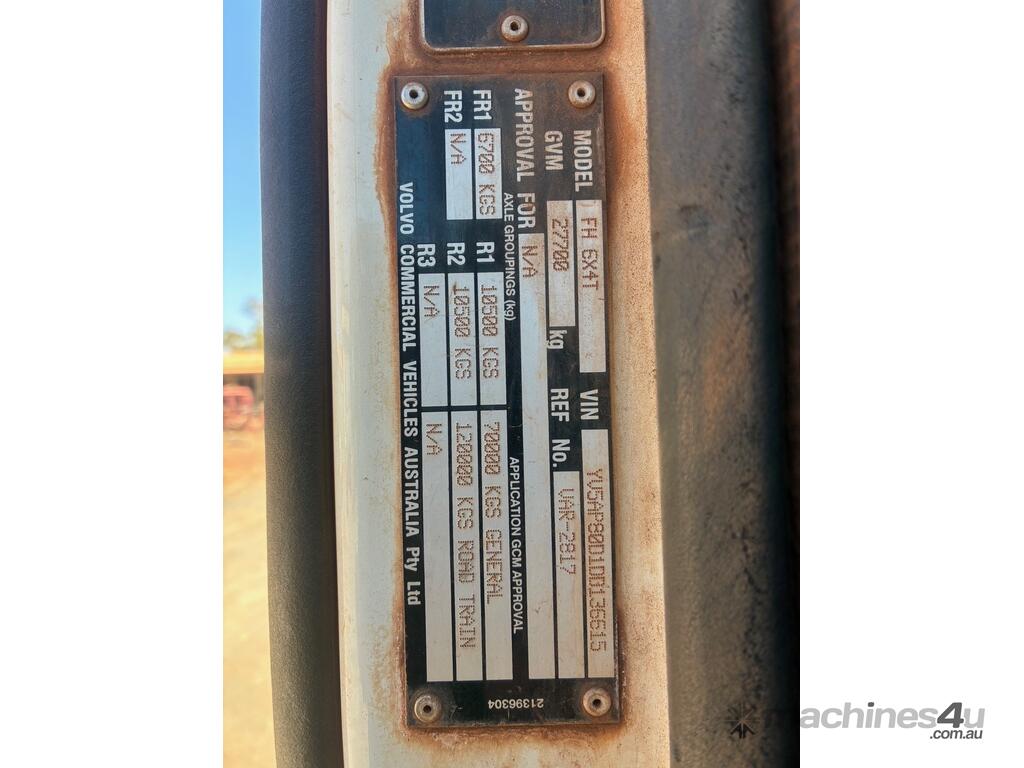 MODEL FH 6X4T VIN YV5AP80D1DD136615
GVM 27700 kg REF No. VAR-2817
APPROVAL FOR N/A
AXLE GROUPINGS (kg) APPLICATION GCM APPROVAL
FR1 6700 KGS R1 10500 KGS 70000 KGS GENERAL
FR2 N/A R2 10500 KGS 120000 KGS ROAD TRAIN
R3 N/A N/A
VOLVO COMMERCIAL VEHICLES AUSTRALIA Pty Ltd
21396304
machines4u
.com.au